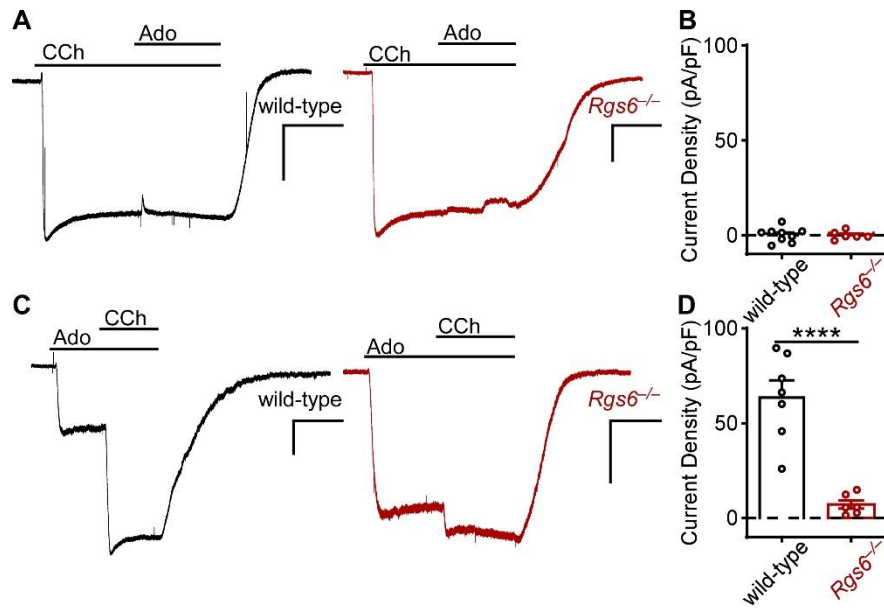 A
Ado
CCh
wild-type
Ado
CCh
Rgs6–/–
B
Current Density (pA/pF)
100
50
0
wild-type
Rgs6–/–
C
CCh
Ado
wild-type
CCh
Ado
Rgs6–/–
D
Current Density (pA/pF)
100
50
0
****
wild-type
Rgs6–/–